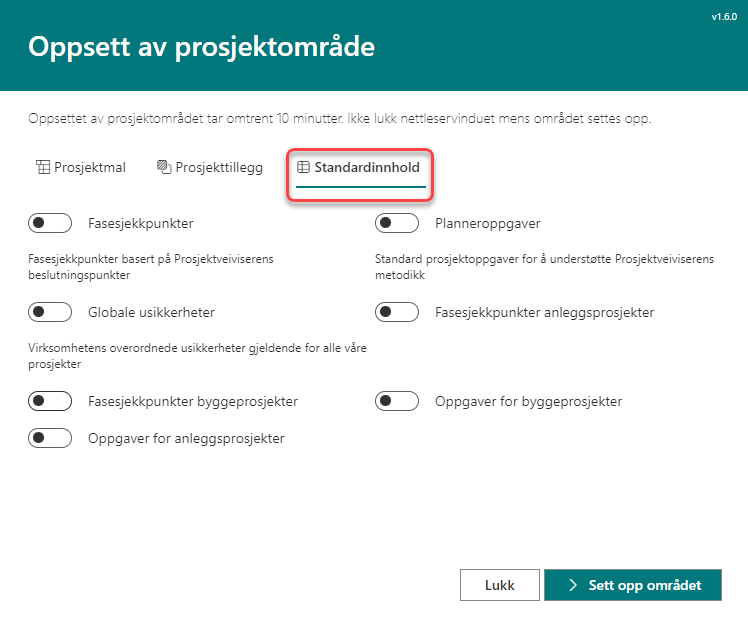 v1.6.0
Oppsett av prosjektområde
Oppsettet av prosjektområdet tar omtrent 10 minutter. Ikke lukk nettleservinduet mens området settes opp.
Prosjektmal Prosjekttillegg Standardinnhold
Fasesjekkpunkter Planneroppgaver
Fasesjekkpunkter basert på Prosjektveiviserens
beslutningspunkter
Standard prosjektoppgaver for å understøtte Prosjektveiviserens
metodikk
Globale usikkerheter Fasesjekkpunkter anleggsprosjekter
Virksomhetens overordnede usikkerheter gjeldende for alle våre
prosjekter
Fasesjekkpunkter byggeprosjekter Oppgaver for byggeprosjekter
Oppgaver for anleggsprosjekter
Lukk Sett opp området